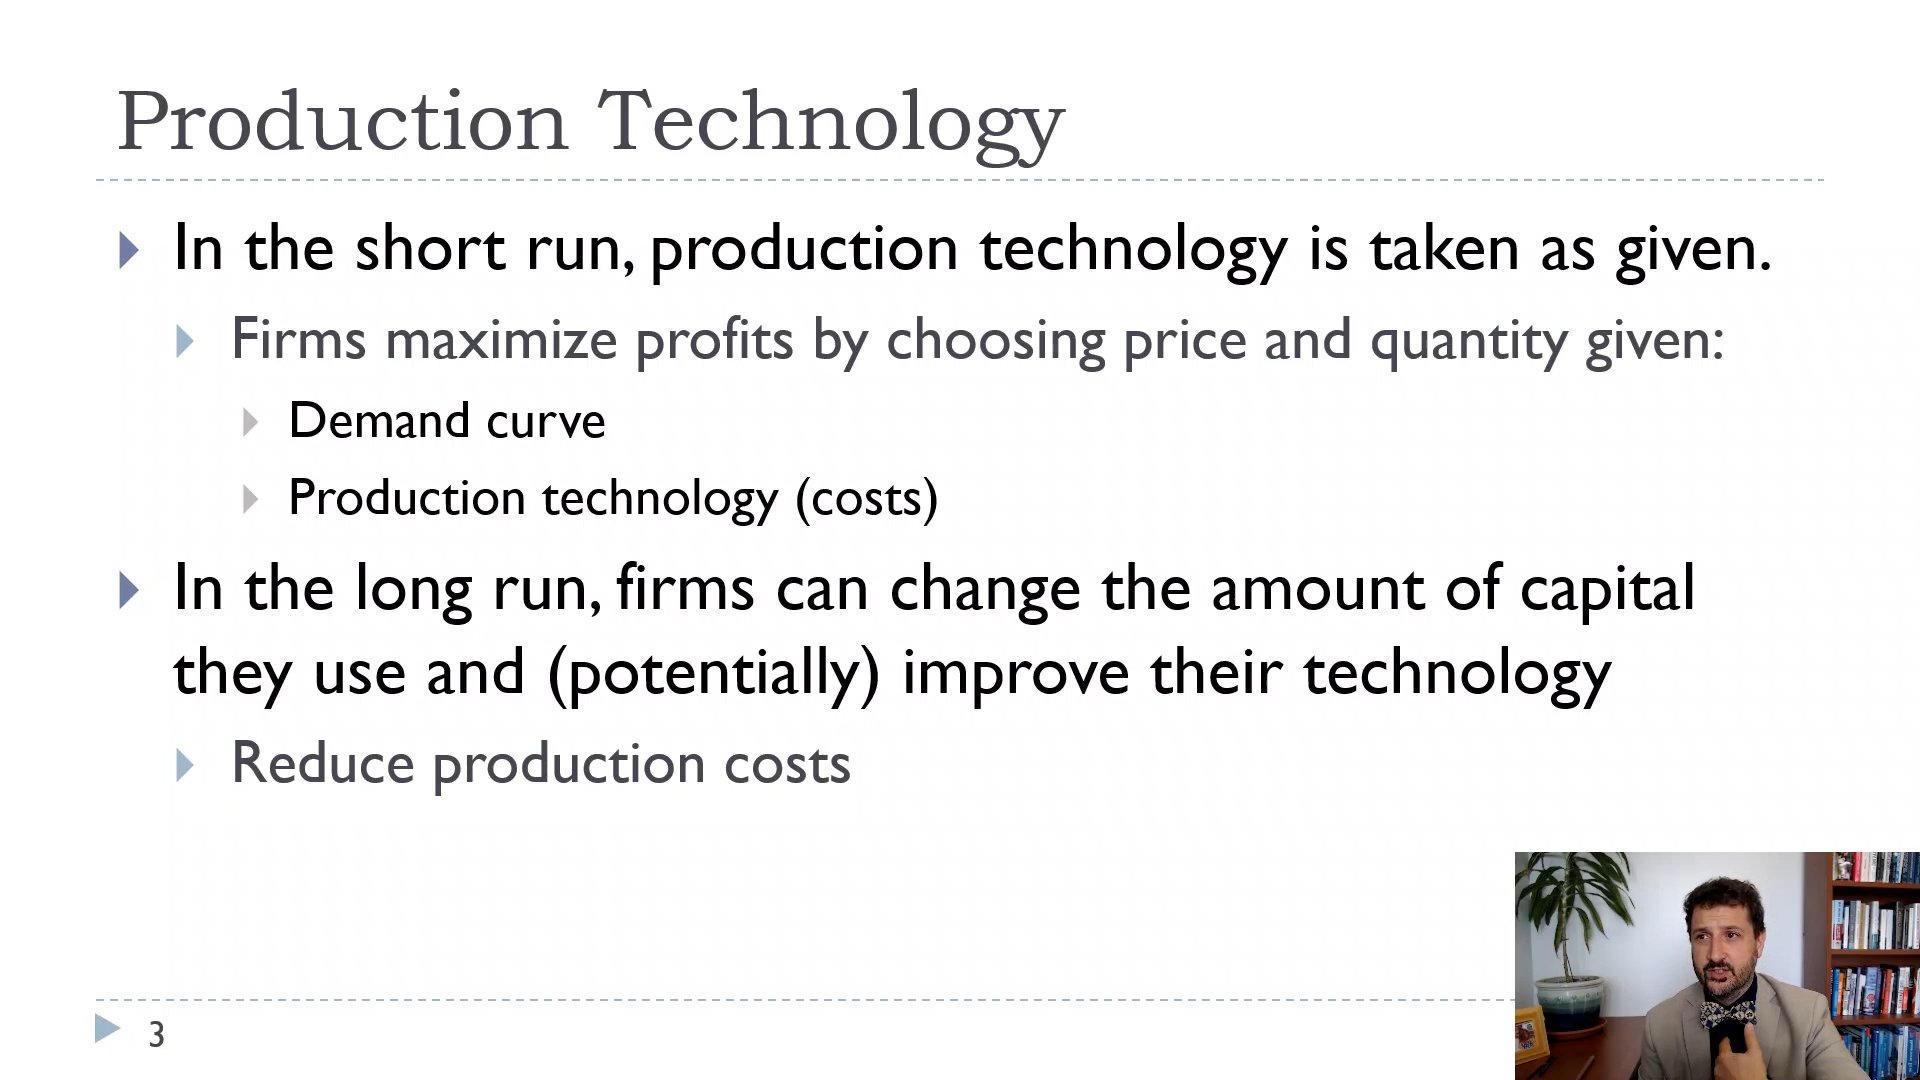 Production Technology
In the short run, production technology is taken as given.
Firms maximize profits by choosing price and quantity given:
Demand curve
Production technology (costs)
In the long run, firms can change the amount of capital
they use and (potentially) improve their technology
Reduce production costs
3